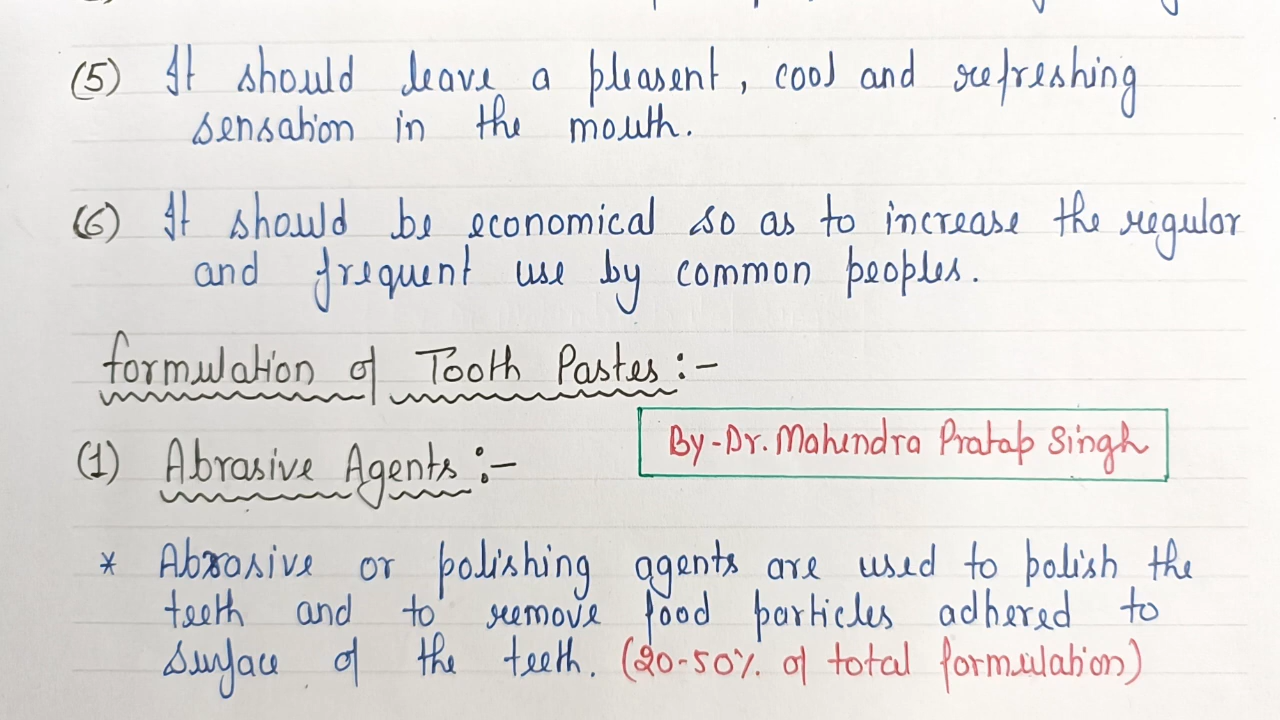 (5) It should leave a pleasent, cool and refreshing
sensation in the mouth.
(6) It should be economical so as to increase the regular
and frequent use by common peoples.
formulation of Tooth Pastes :-
(1) Abrasive Agents :-
By - Dr. Mahendra Pratap Singh
* Abrasive or polishing agents are used to polish the
teeth and to remove food particles adhered to
surface of the teeth. (20-50% of total formulation)